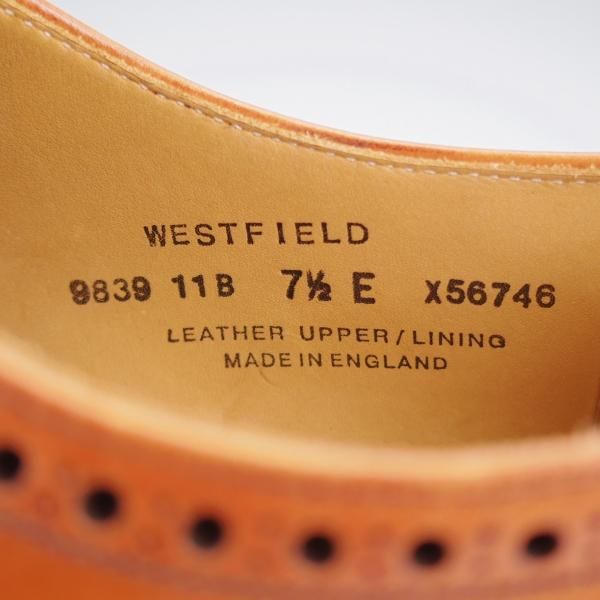 WESTFIELD
9839 11B 7½ E X56746
LEATHER UPPER/LINING
MADE IN ENGLAND